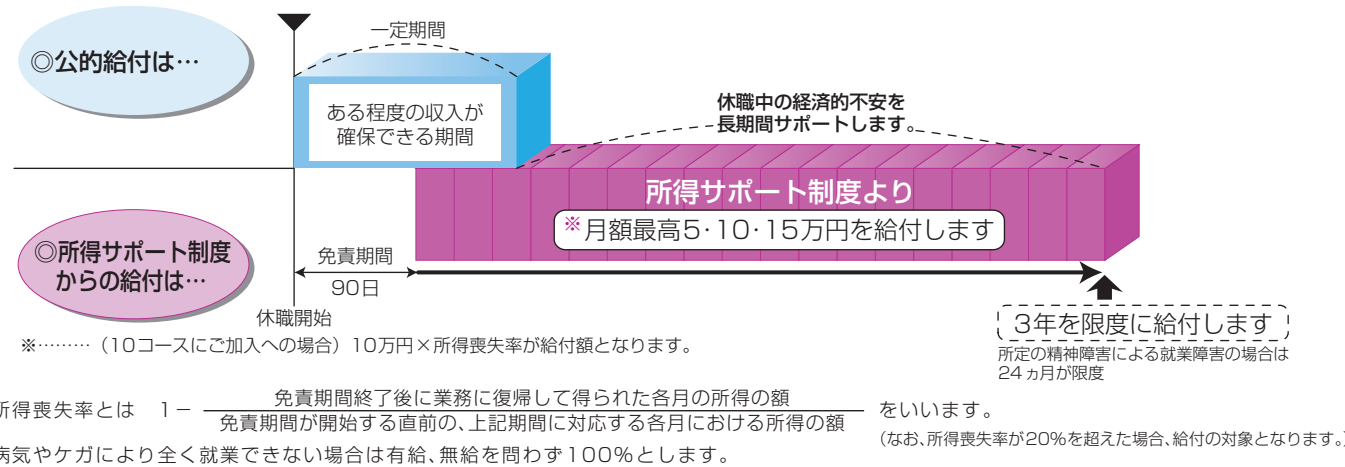 ◎公的給付は…
一定期間
ある程度の収入が
確保できる期間
休職中の経済的不安を
長期間サポートします。
所得サポート制度より
※月額最高5・10・15万円を給付します
◎所得サポート制度
からの給付は…
免責期間
90日
休職開始
3年を限度に給付します
所定の精神障害による就業障害の場合は
24ヵ月が限度
※………（10コースにご加入への場合）10万円×所得喪失率が給付額となります。
所得喪失率とは 1－ 免責期間終了後に業務に復帰して得られた各月の所得の額
免責期間が開始する直前の、上記期間に対応する各月における所得の額 をいいます。
（なお、所得喪失率が20%を超えた場合、給付の対象となります。）
病気やケガにより全く就業できない場合は有給、無給を問わず100%とします。